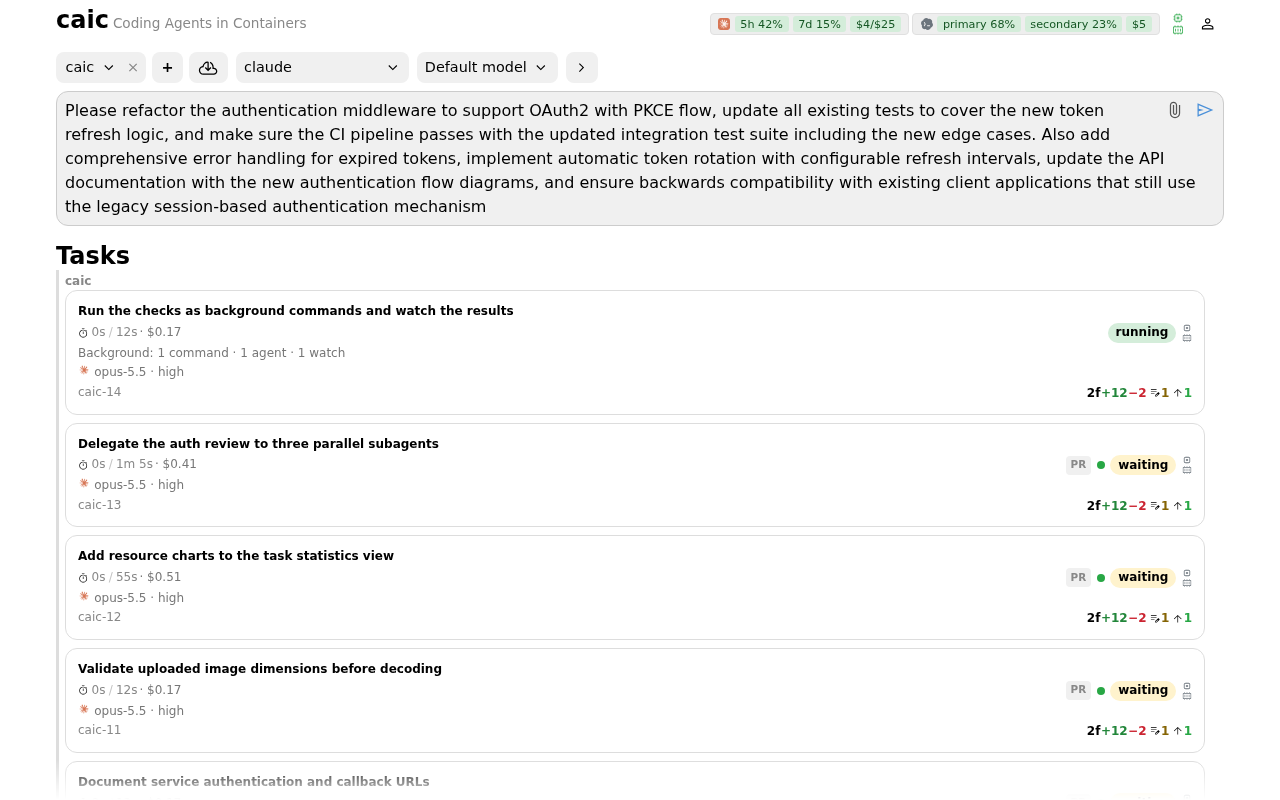 caic Coding Agents in Containers
5h 42% 7d 15% $4/$25 primary 68% secondary 23% $5
caic × + claude Default model
Please refactor the authentication middleware to support OAuth2 with PKCE flow, update all existing tests to cover the new token
refresh logic, and make sure the CI pipeline passes with the updated integration test suite including the new edge cases. Also add
comprehensive error handling for expired tokens, implement automatic token rotation with configurable refresh intervals, update the API
documentation with the new authentication flow diagrams, and ensure backwards compatibility with existing client applications that still use
the legacy session-based authentication mechanism
Tasks
caic
Run the checks as background commands and watch the results
0s / 12s · $0.17 running
Background: 1 command · 1 agent · 1 watch
opus-5.5 · high
caic-14 2f+12−2 1 ↑1
Delegate the auth review to three parallel subagents
0s / 1m 5s · $0.41 PR waiting
opus-5.5 · high
caic-13 2f+12−2 1 ↑1
Add resource charts to the task statistics view
0s / 55s · $0.51 PR waiting
opus-5.5 · high
caic-12 2f+12−2 1 ↑1
Validate uploaded image dimensions before decoding
0s / 12s · $0.17 PR waiting
opus-5.5 · high
caic-11 2f+12−2 1 ↑1
Document service authentication and callback URLs